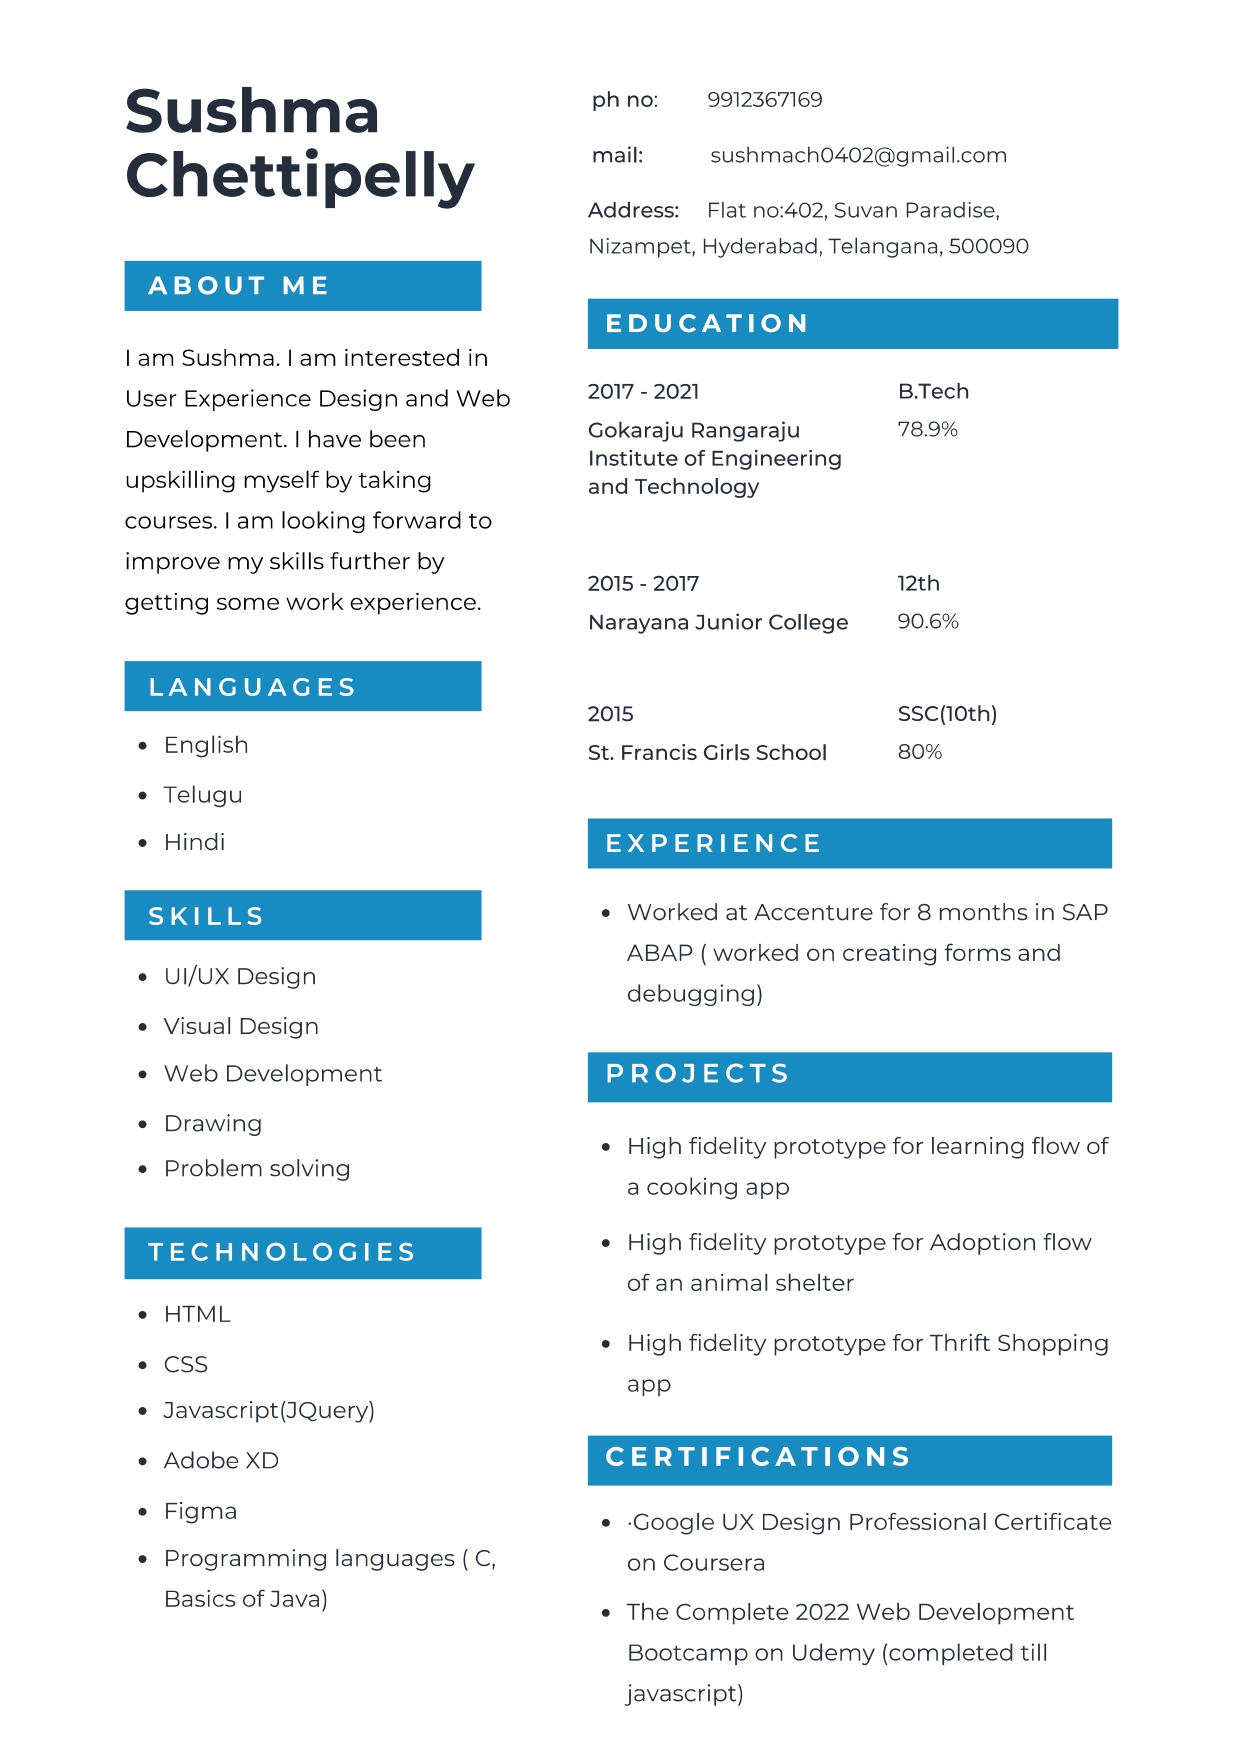 Sushma
Chettipelly
ABOUT ME
I am Sushma. I am interested in
User Experience Design and Web
Development. I have been
upskilling myself by taking
courses. I am looking forward to
improve my skills further by
getting some work experience.
LANGUAGES
• English
• Telugu
• Hindi
SKILLS
• UI/UX Design
• Visual Design
• Web Development
• Drawing
• Problem solving
TECHNOLOGIES
• HTML
• CSS
• Javascript(JQuery)
• Adobe XD
• Figma
• Programming languages ( C,
Basics of Java)
ph no: 9912367169
mail: sushmach0402@gmail.com
Address: Flat no:402, Suvan Paradise,
Nizampet, Hyderabad, Telangana, 500090
EDUCATION
2017 - 2021 B.Tech
Gokaraju Rangaraju 78.9%
Institute of Engineering
and Technology
2015 - 2017 12th
Narayana Junior College 90.6%
2015 SSC(10th)
St. Francis Girls School 80%
EXPERIENCE
• Worked at Accenture for 8 months in SAP
ABAP ( worked on creating forms and
debugging)
PROJECTS
• High fidelity prototype for learning flow of
a cooking app
• High fidelity prototype for Adoption flow
of an animal shelter
• High fidelity prototype for Thrift Shopping
app
CERTIFICATIONS
• ·Google UX Design Professional Certificate
on Coursera
• The Complete 2022 Web Development
Bootcamp on Udemy (completed till
javascript)